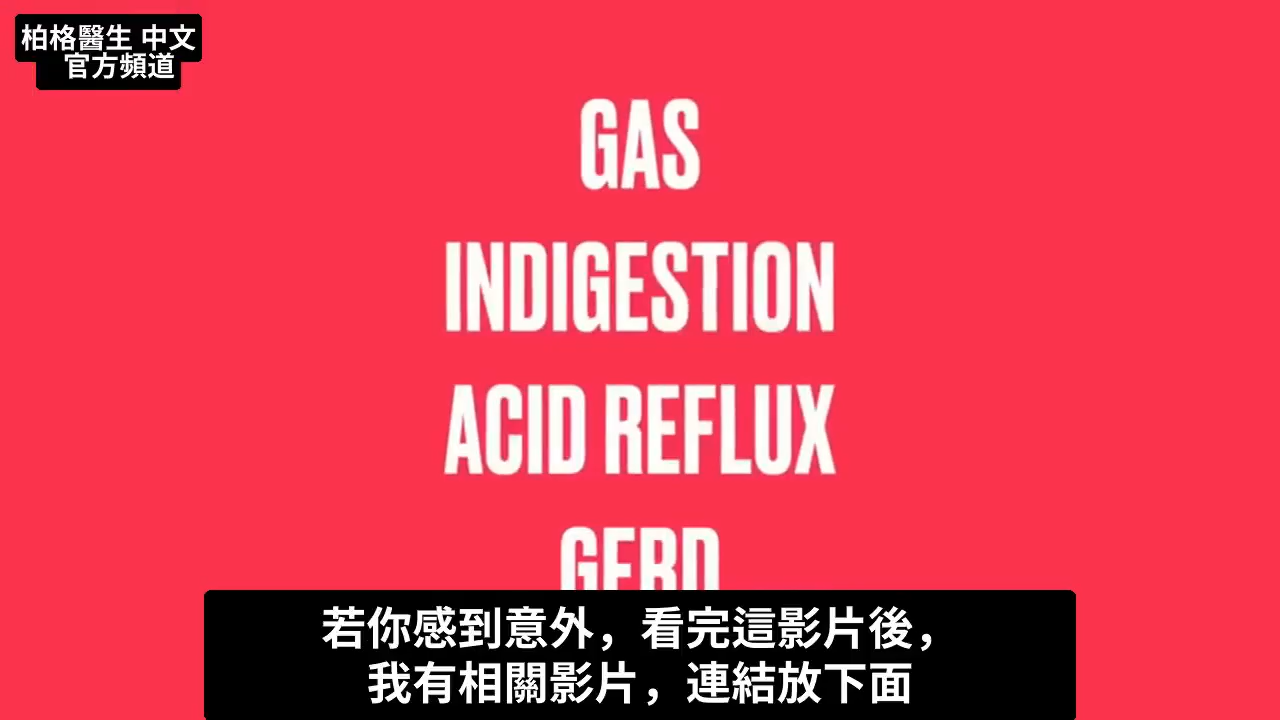 柏格醫生 中文
官方頻道
GAS
INDIGESTION
ACID REFLUX
GERD
若你感到意外，看完這影片後，
我有相關影片，連結放下面